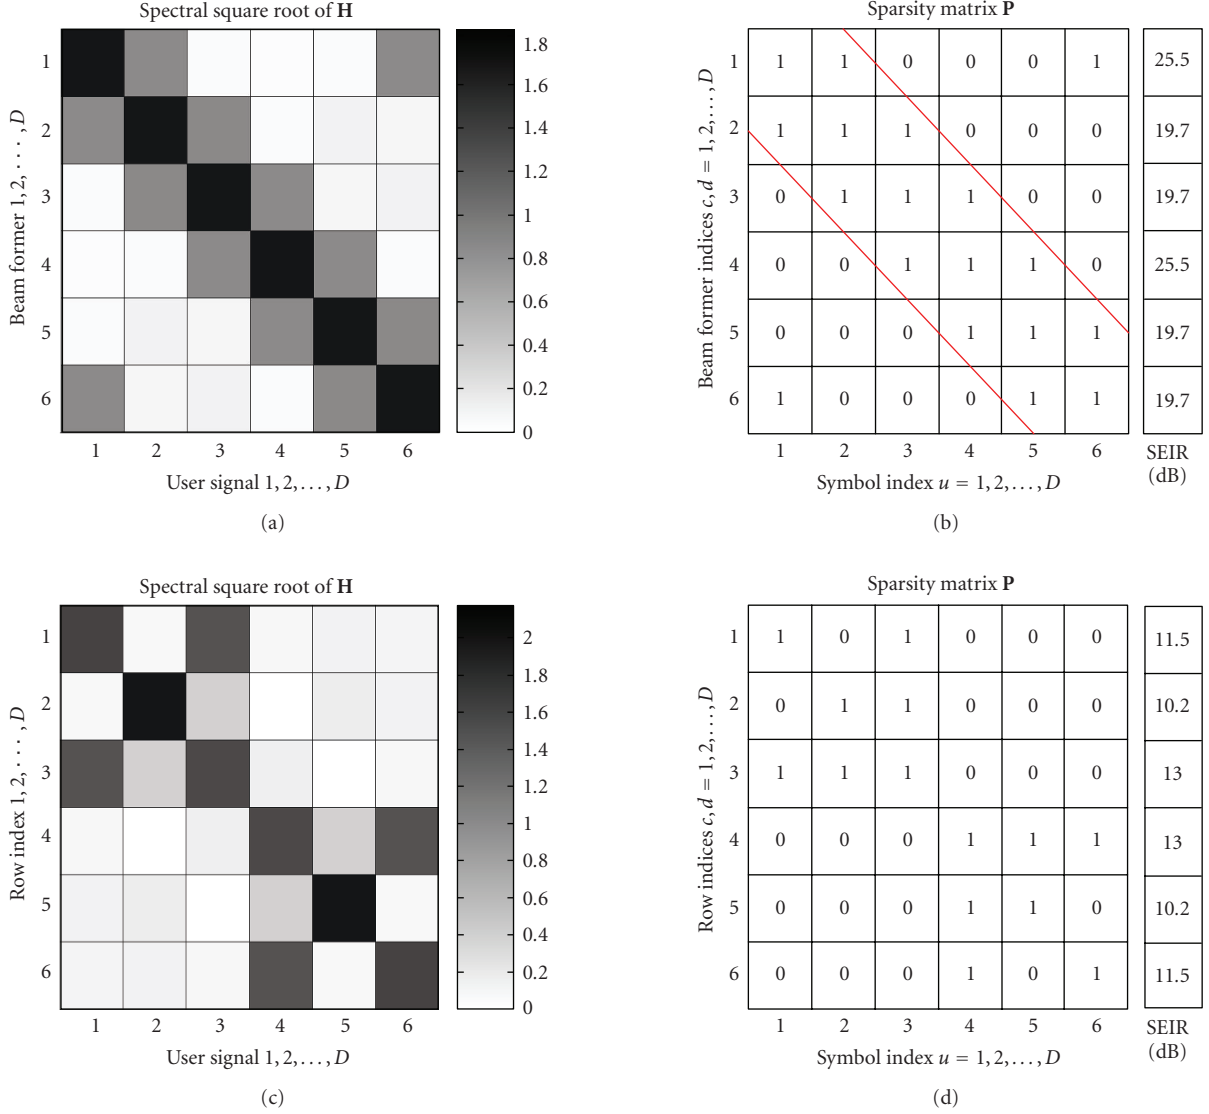 Spectral square root of H
1
2
3
4
5
6
Beam former 1, 2, · · · , D
1 2 3 4 5 6
User signal 1, 2, . . . , D
1.8
1.6
1.4
1.2
1
0.8
0.6
0.4
0.2
0
(a)
Sparsity matrix P
Beam former indices c, d = 1, 2, . . . , D
1 1 1 0 0 0 1 25.5
2 1 1 1 0 0 0 19.7
3 0 1 1 1 0 0 19.7
4 0 0 1 1 1 0 25.5
5 0 0 0 1 1 1 19.7
6 1 0 0 0 1 1 19.7
1 2 3 4 5 6
Symbol index u = 1, 2, . . . , D
SEIR
(dB)
(b)
Spectral square root of H
1
2
3
4
5
6
Row index 1, 2, · · · , D
1 2 3 4 5 6
User signal 1, 2, . . . , D
2
1.8
1.6
1.4
1.2
1
0.8
0.6
0.4
0.2
0
(c)
Sparsity matrix P
Row indices c, d = 1, 2, . . . , D
1 1 0 1 0 0 0 11.5
2 0 1 1 0 0 0 10.2
3 1 1 1 0 0 0 13
4 0 0 0 1 1 1 13
5 0 0 0 1 1 0 10.2
6 0 0 0 1 0 1 11.5
1 2 3 4 5 6
Symbol index u = 1, 2, . . . , D
SEIR
(dB)
(d)